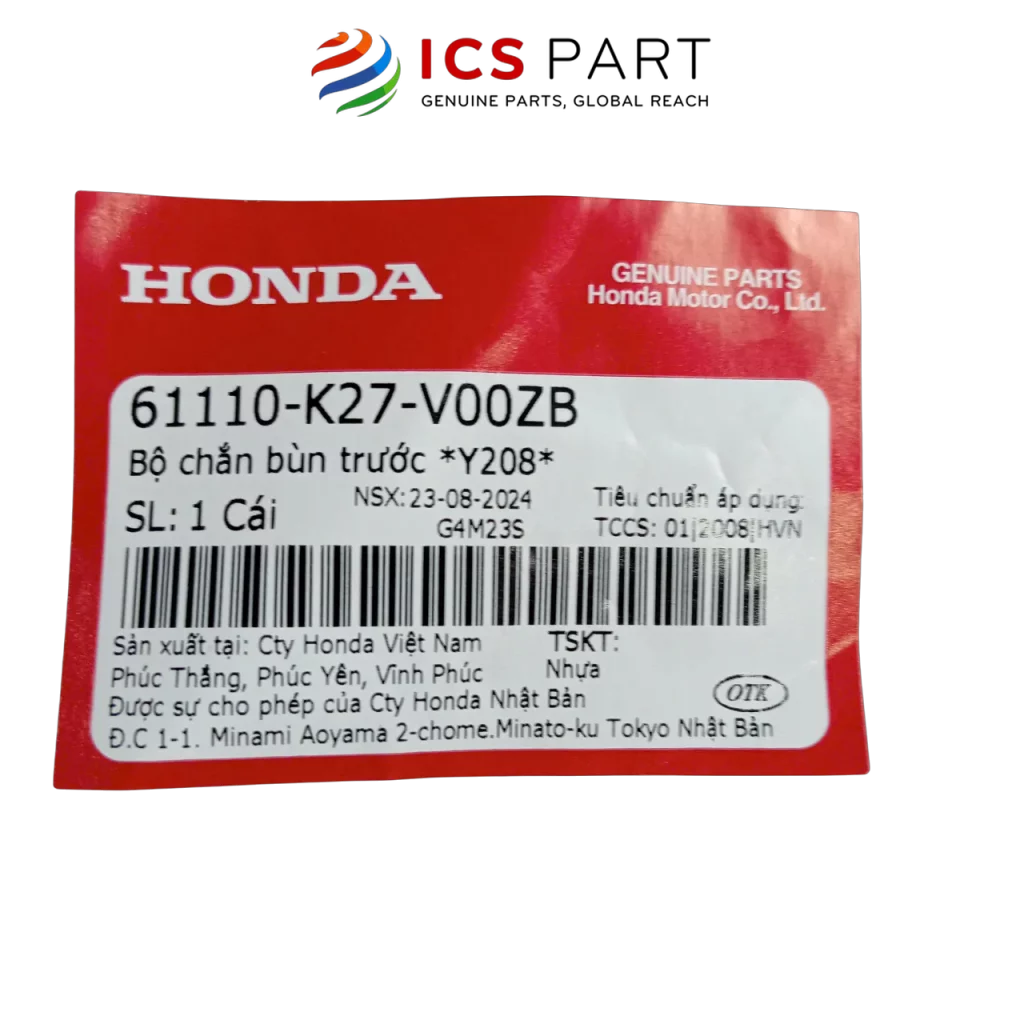 ICS PART
GENUINE PARTS, GLOBAL REACH
HONDA
GENUINE PARTS
Honda Motor Co., Ltd.
61110-K27-V00ZB
Bộ chắn bùn trước *Y208*
SL: 1 Cái
NSX: 23-08-2024
G4M23S
Tiêu chuẩn áp dụng:
TCCS: 01|2008|HVN
Sản xuất tại: Cty Honda Việt Nam
Phúc Thắng, Phúc Yên, Vĩnh Phúc
TSKT:
Nhựa
Được sự cho phép của Cty Honda Nhật Bản
Đ.C 1-1. Minami Aoyama 2-chome.Minato-ku Tokyo Nhật Bản
OTK